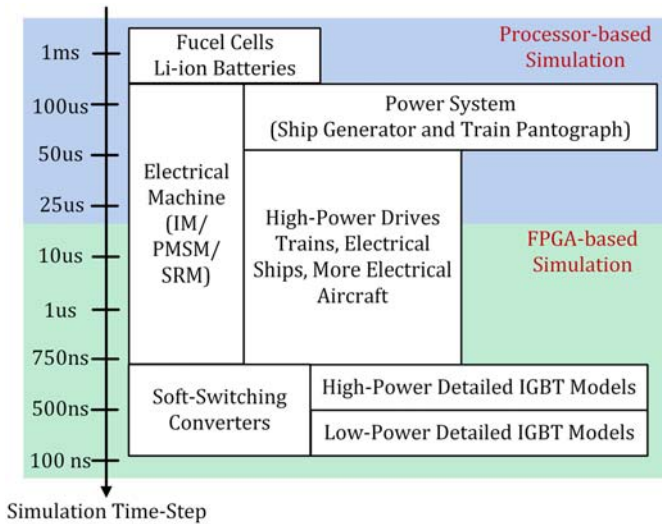 Processor-based
Simulation
1ms
Fucel Cells
Li-ion Batteries
100us
Power System
(Ship Generator and Train Pantograph)
50us
Electrical
Machine
(IM/
PMSM/
SRM)
25us
High-Power Drives
Trains, Electrical
Ships, More Electrical
Aircraft
FPGA-based
Simulation
10us
1us
750ns
Soft-Switching
Converters
High-Power Detailed IGBT Models
500ns
Low-Power Detailed IGBT Models
100 ns
Simulation Time-Step